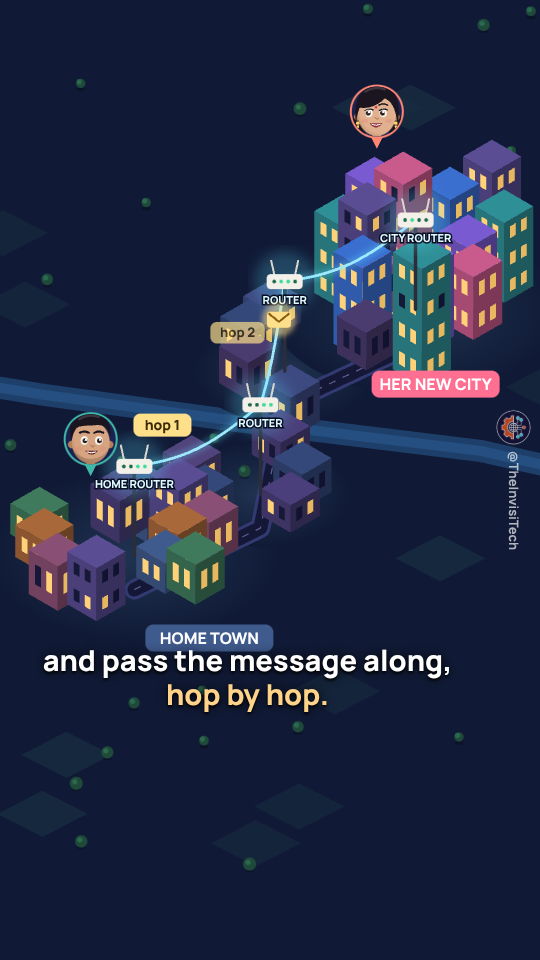 CITY ROUTER
ROUTER
hop 2
HER NEW CITY
hop 1
ROUTER
HOME ROUTER
@TheInvisiTech
HOME TOWN
and pass the message along,
hop by hop.